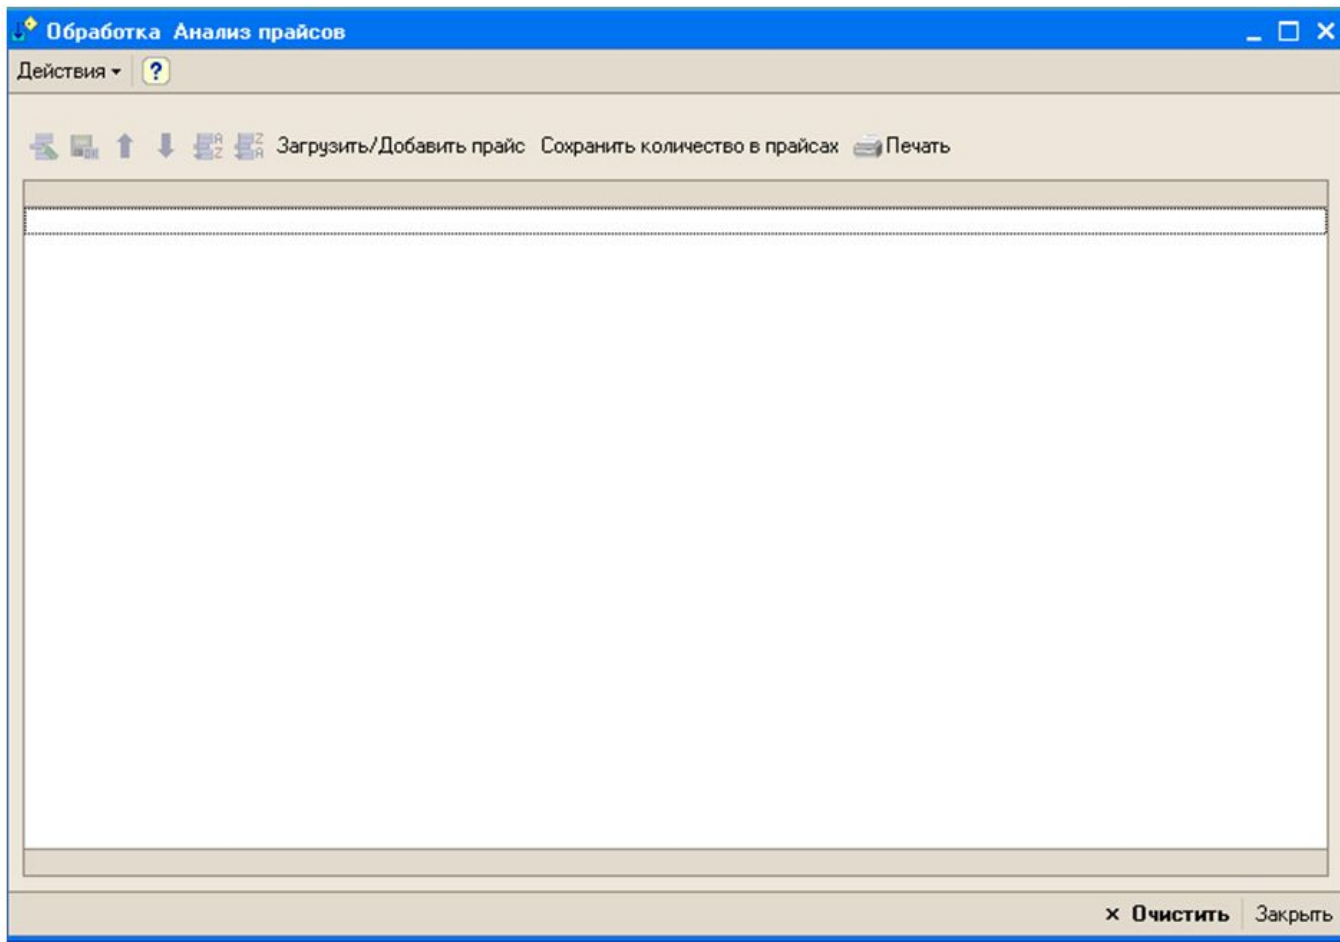 Обработка Анализ прайсов
Действия ?
Загрузить/Добавить прайс Сохранить количество в прайсах Печать
× Очистить Закрыть